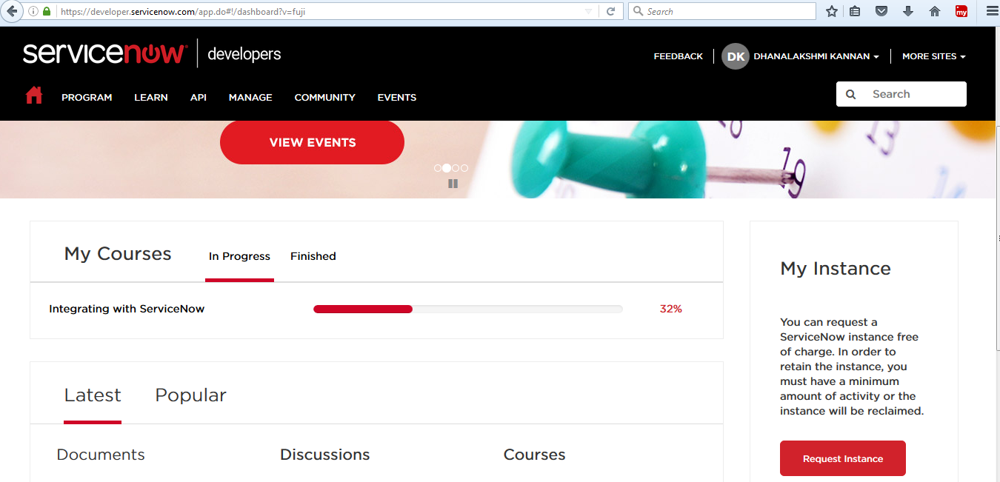 https://developer.servicenow.com/app.do#!/dashboard?v=fuji
Search
my
servicenow developers
FEEDBACK
DK
DHANALAKSHMI KANNAN
MORE SITES
PROGRAM
LEARN
API
MANAGE
COMMUNITY
EVENTS
Search
VIEW EVENTS
19
My Courses
In Progress
Finished
Integrating with ServiceNow
32%
My Instance
You can request a
ServiceNow instance free
of charge. In order to
retain the instance, you
must have a minimum
amount of activity or the
instance will be reclaimed.
Request Instance
Latest
Popular
Documents
Discussions
Courses